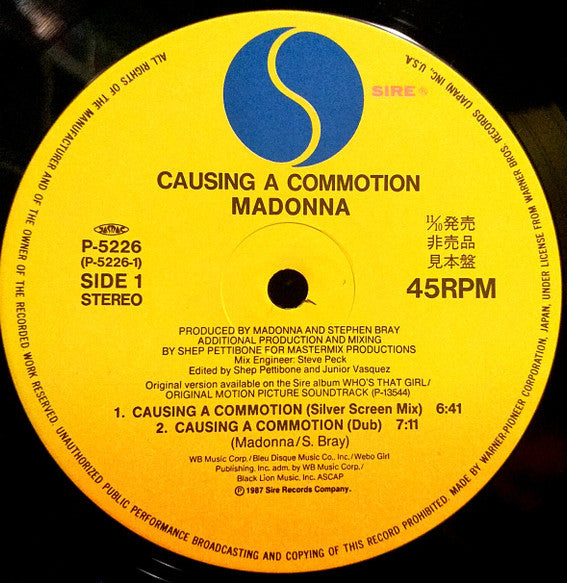 SIRE ®
CAUSING A COMMOTION
MADONNA
JASRAC
P-5226
(P-5226-1)
SIDE 1
STEREO
11/10発売
非売品
見本盤
45RPM
PRODUCED BY MADONNA AND STEPHEN BRAY
ADDITIONAL PRODUCTION AND MIXING
BY SHEP PETTIBONE FOR MASTERMIX PRODUCTIONS
Mix Engineer: Steve Peck
Edited by Shep Pettibone and Junior Vasquez
Original version available on the Sire album WHO'S THAT GIRL/
ORIGINAL MOTION PICTURE SOUNDTRACK (P-13544)
1. CAUSING A COMMOTION (Silver Screen Mix) 6:41
2. CAUSING A COMMOTION (Dub) 7:11
(Madonna/S. Bray)
WB Music Corp./Bleu Disque Music Co., Inc./Webo Girl
Publishing, Inc. adm. by WB Music Corp./
Black Lion Music, Inc. ASCAP
Ⓟ1987 Sire Records Company.
ALL RIGHTS OF THE MANUFACTURER AND OF THE OWNER OF THE RECORDED WORK RESERVED. UNAUTHORIZED PUBLIC PERFORMANCE BROADCASTING AND COPYING OF THIS RECORD PROHIBITED. MADE BY WARNER-PIONEER CORPORATION, JAPAN, UNDER LICENSE FROM WARNER BROS. RECORDS (JAPAN) INC., U.S.A.